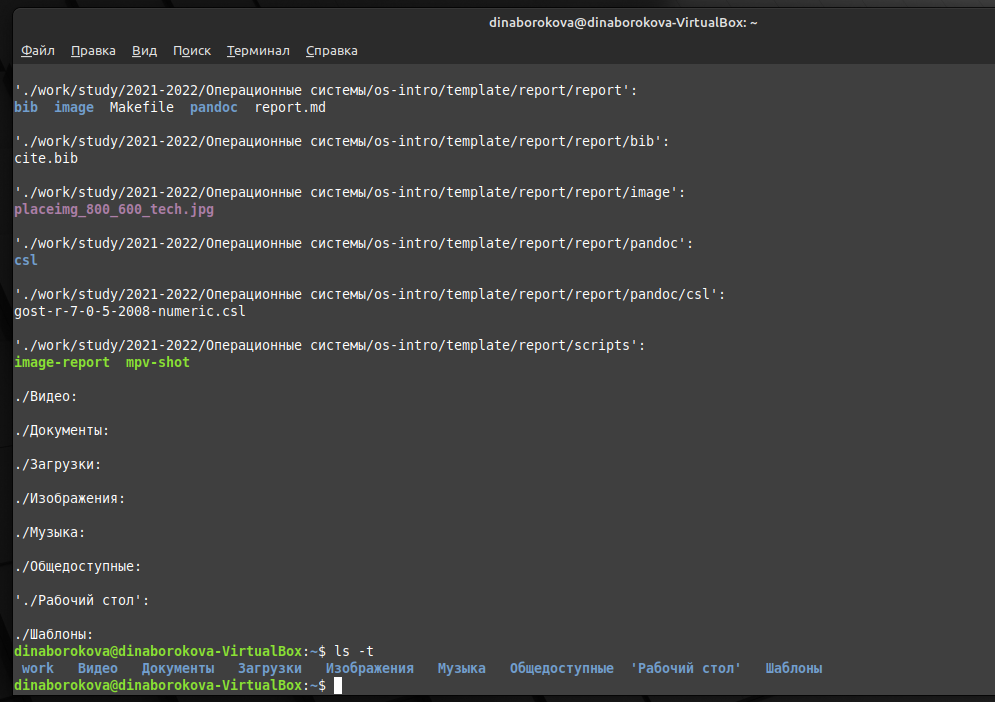 dinaborokova@dinaborokova-VirtualBox: ~
Файл Правка Вид Поиск Терминал Справка
'./work/study/2021-2022/Операционные системы/os-intro/template/report/report':
bib image Makefile pandoc report.md
'./work/study/2021-2022/Операционные системы/os-intro/template/report/report/bib':
cite.bib
'./work/study/2021-2022/Операционные системы/os-intro/template/report/report/image':
placeimg_800_600_tech.jpg
'./work/study/2021-2022/Операционные системы/os-intro/template/report/report/pandoc':
csl
'./work/study/2021-2022/Операционные системы/os-intro/template/report/report/pandoc/csl':
gost-r-7-0-5-2008-numeric.csl
'./work/study/2021-2022/Операционные системы/os-intro/template/report/scripts':
image-report mpv-shot
./Видео:
./Документы:
./Загрузки:
./Изображения:
./Музыка:
./Общедоступные:
'./Рабочий стол':
./Шаблоны:
dinaborokova@dinaborokova-VirtualBox:~$ ls -t
work Видео Документы Загрузки Изображения Музыка Общедоступные 'Рабочий стол' Шаблоны
dinaborokova@dinaborokova-VirtualBox:~$